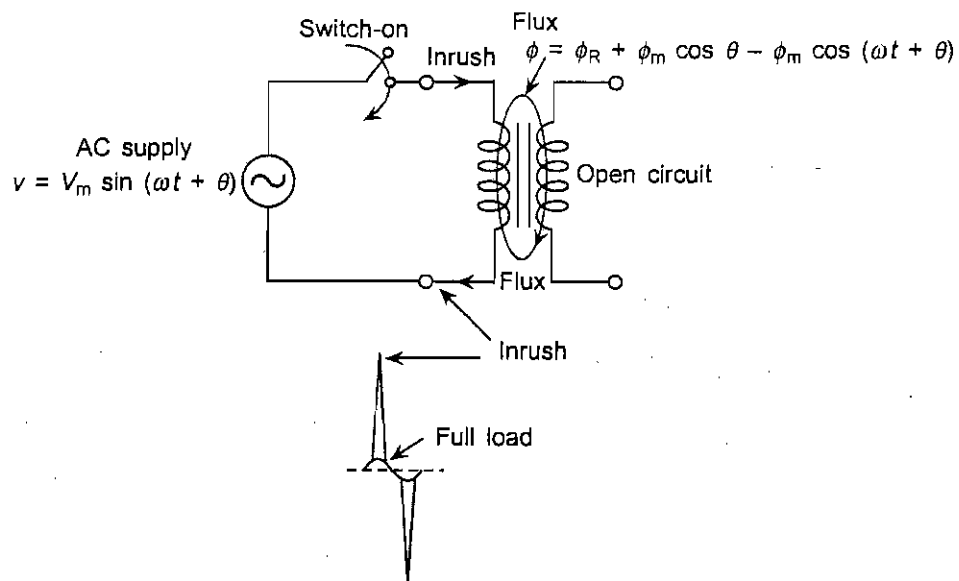 Switch-on
Flux
ϕ = ϕR + ϕm cos θ − ϕm cos (ωt + θ)
Inrush
AC supply
v = Vm sin (ωt + θ)
Open circuit
Flux
Inrush
Full load